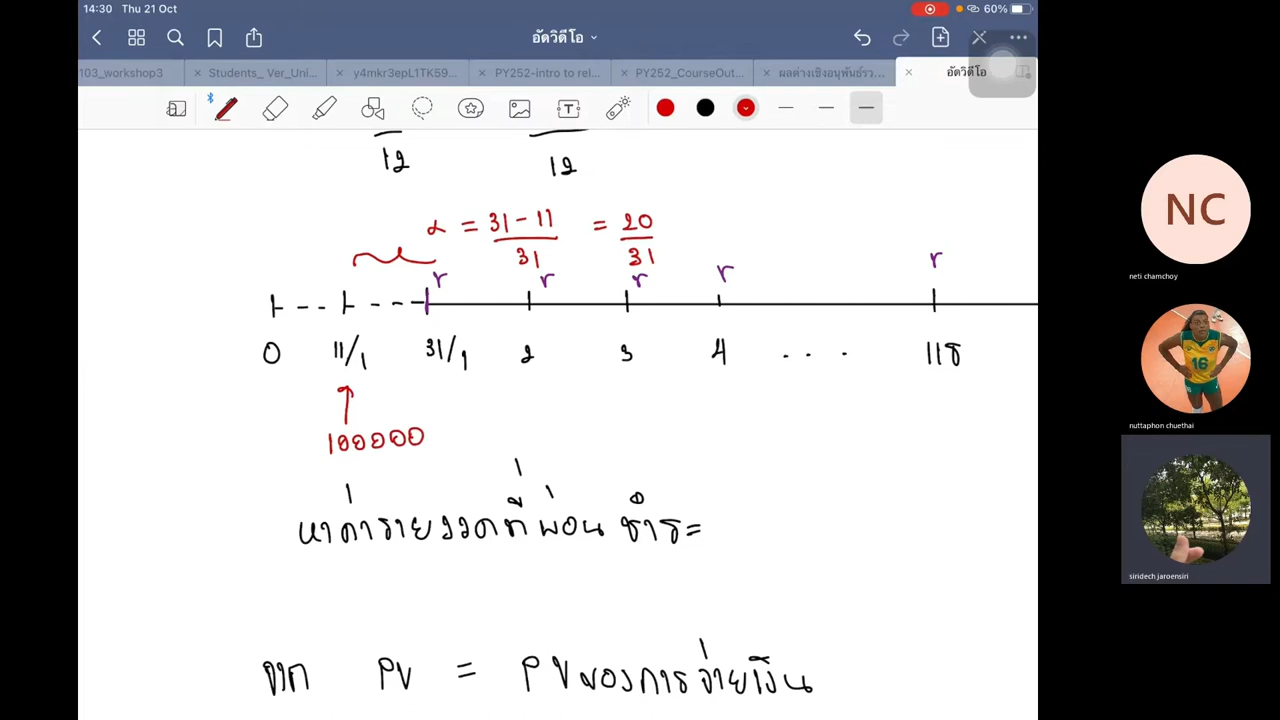 14:30 Thu 21 Oct
60%
อัดวิดีโอ
103_workshop3
Students_ Ver_Uni...
y4mkr3epL1TK59...
PY252-intro to rel...
PY252_CourseOut...
ผลต่างเชิงอนุพันธ์รว...
อัดวิดีโอ
12 12
α = 31-11 = 20
31 31
r r r r r
0 11/1 31/1 2 3 4 .... 118
100000
หาค่ารายงวดที่ผ่อนชำระ
จาก PV = PV ของการจ่ายเงิน
NC
neti chamchoy
16
nuttaphon chuethai
siridech jaroensiri